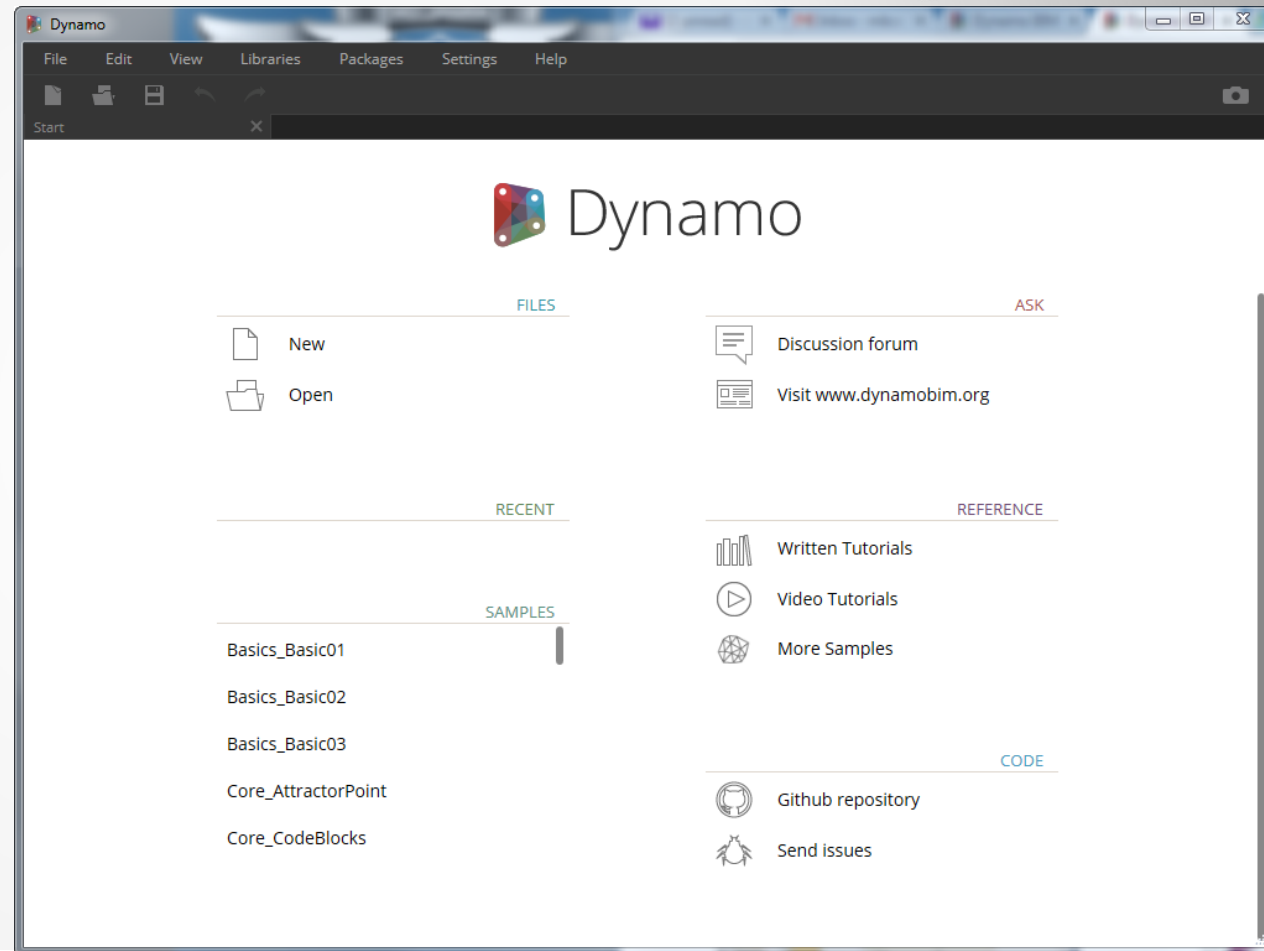 Dynamo
File Edit View Libraries Packages Settings Help
Start
Dynamo
FILES
New
Open
RECENT
SAMPLES
Basics_Basic01
Basics_Basic02
Basics_Basic03
Core_AttractorPoint
Core_CodeBlocks
ASK
Discussion forum
Visit www.dynamobim.org
REFERENCE
Written Tutorials
Video Tutorials
More Samples
CODE
Github repository
Send issues